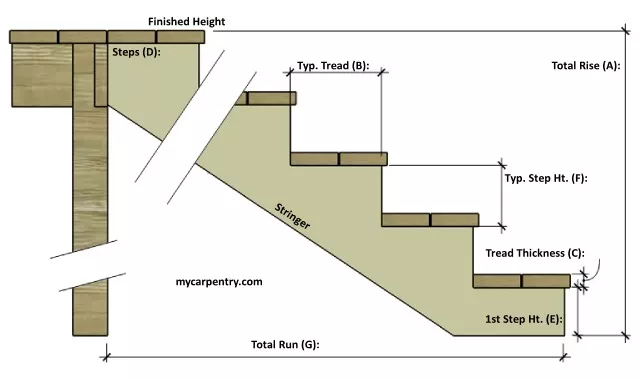 Finished Height
Steps (D):
Typ. Tread (B):
Total Rise (A):
Typ. Step Ht. (F):
Stringer
Tread Thickness (C):
mycarpentry.com
1st Step Ht. (E):
Total Run (G):